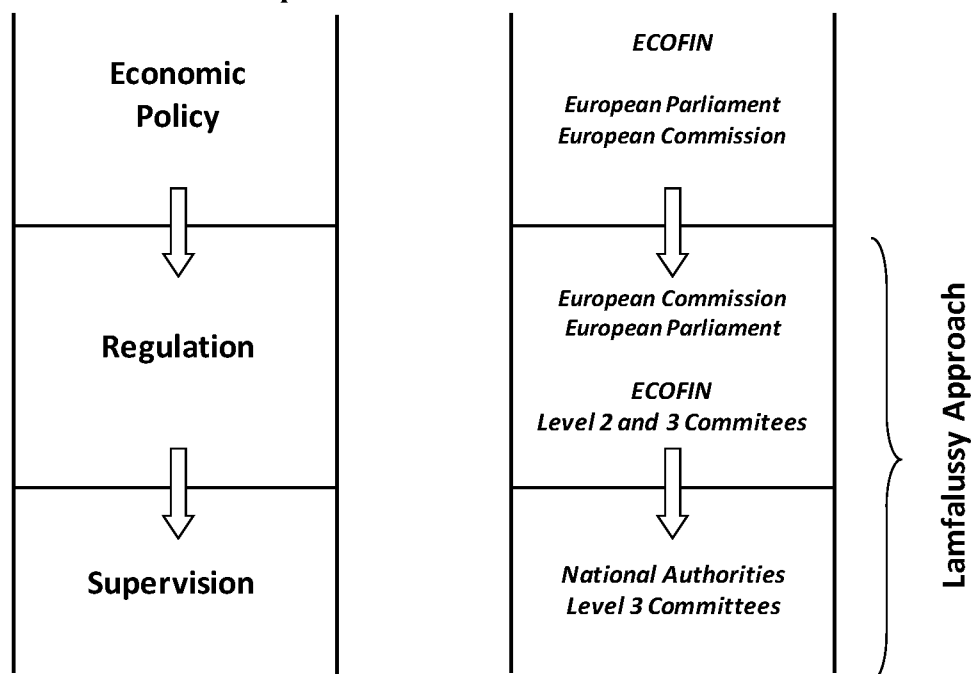 Economic
Policy
ECOFIN
European Parliament
European Commission
Regulation
European Commission
European Parliament
ECOFIN
Level 2 and 3 Commitees
Supervision
National Authorities
Level 3 Committees
Lamfalussy Approach